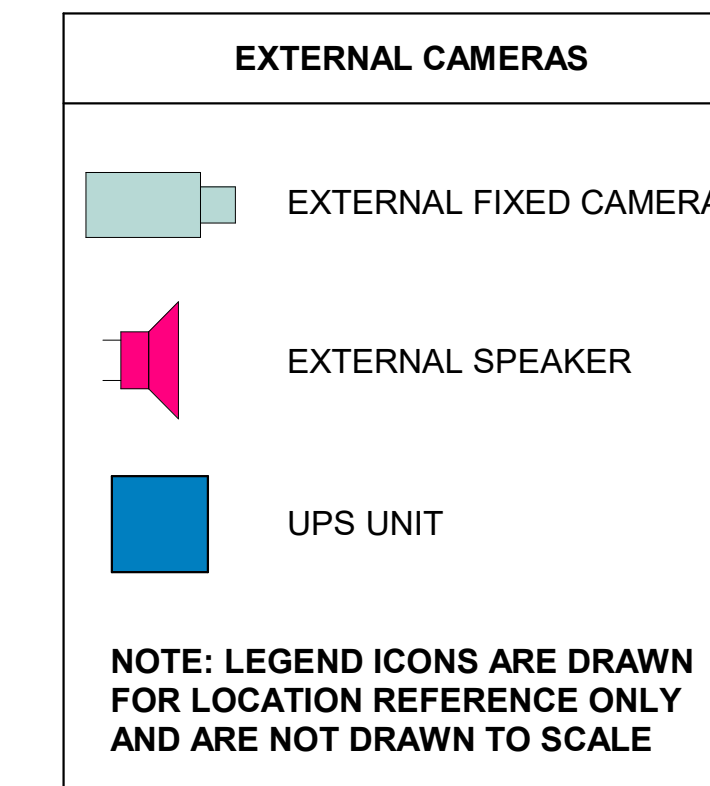 EXTERNAL CAMERAS
EXTERNAL FIXED CAMERA
EXTERNAL SPEAKER
UPS UNIT
NOTE: LEGEND ICONS ARE DRAWN
FOR LOCATION REFERENCE ONLY
AND ARE NOT DRAWN TO SCALE